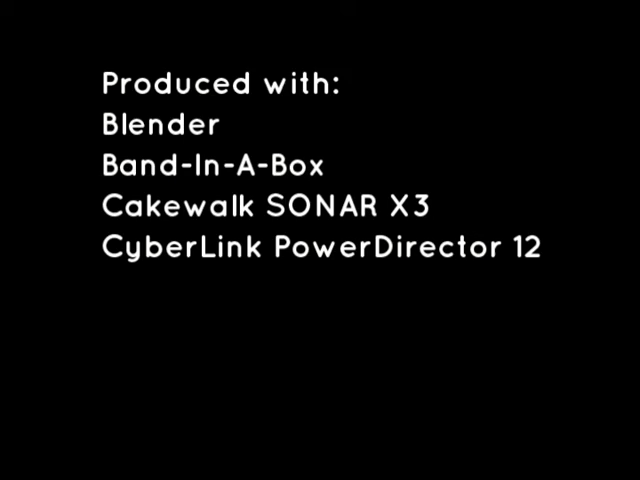 Produced with:
Blender
Band-In-A-Box
Cakewalk SONAR X3
CyberLink PowerDirector 12